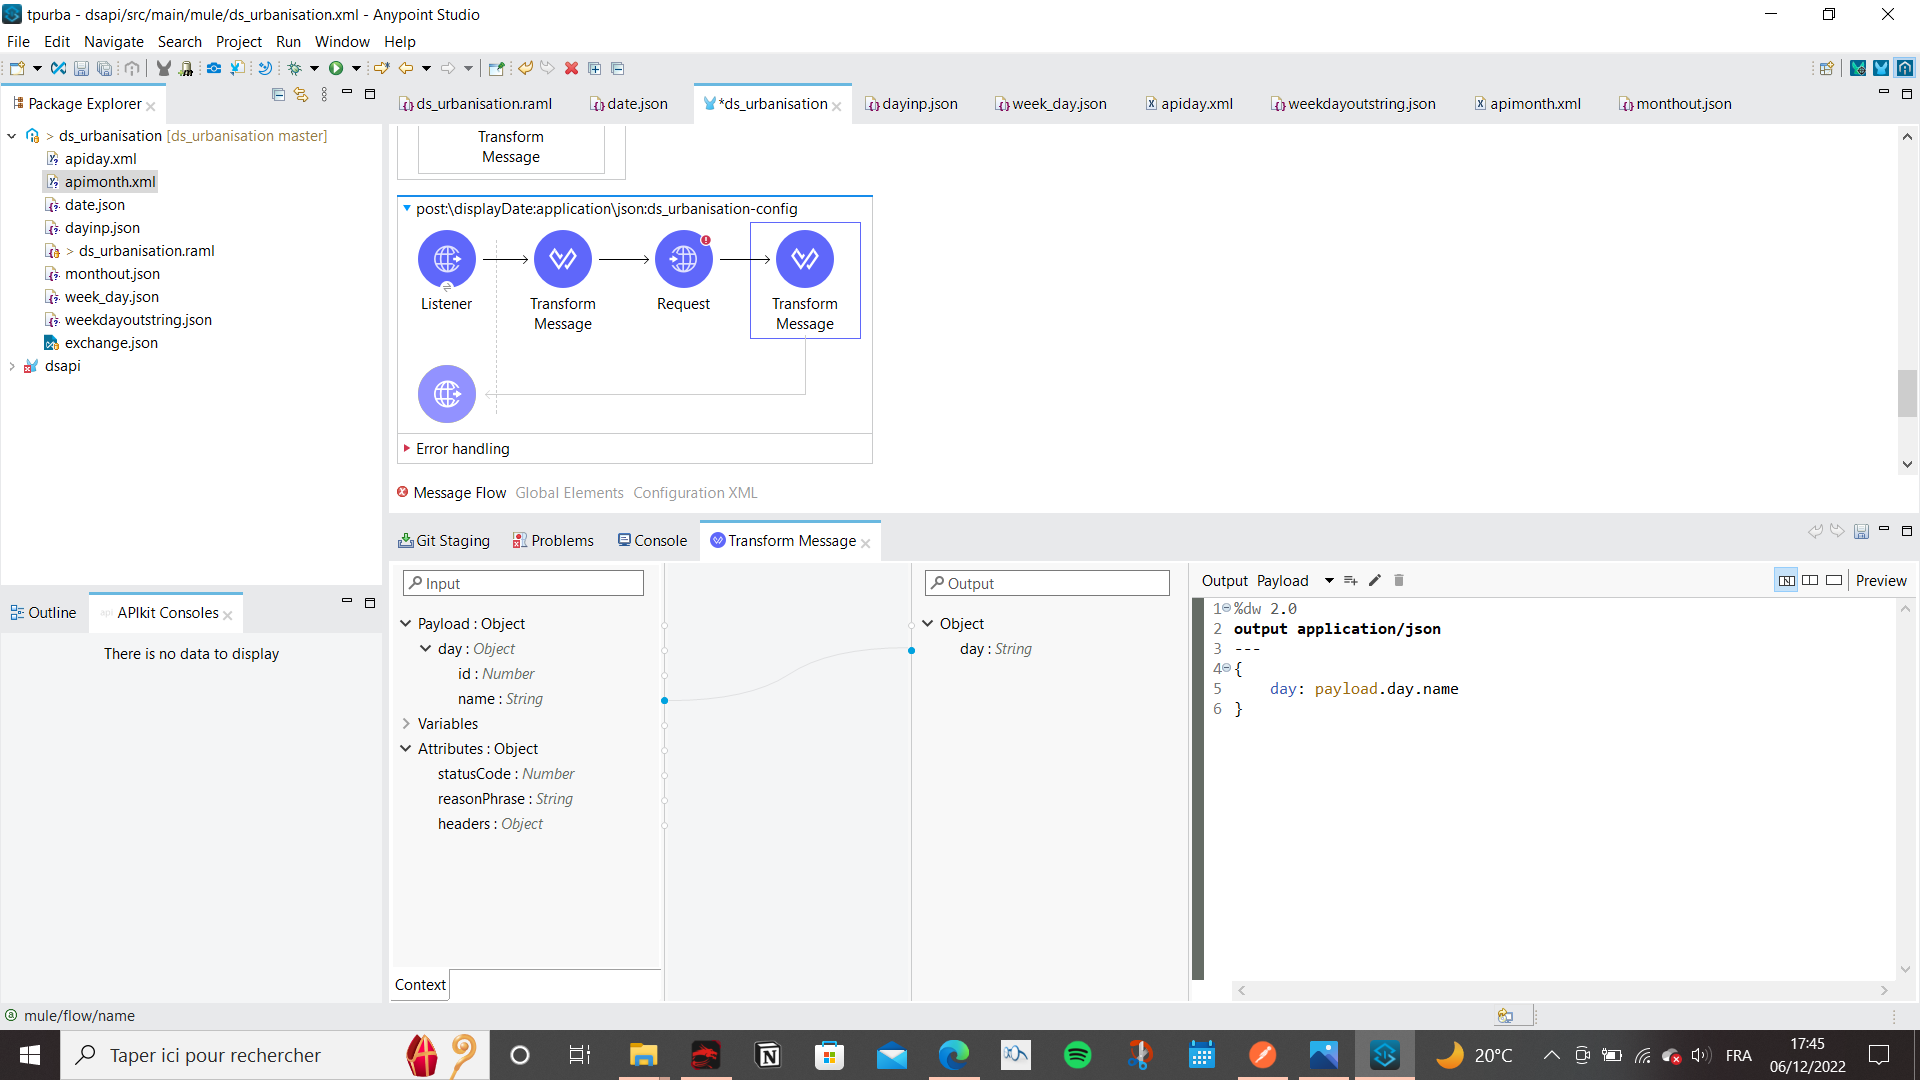 tpurba - dsapi/src/main/mule/ds_urbanisation.xml - Anypoint Studio
File Edit Navigate Search Project Run Window Help
Package Explorer
ds_urbanisation.raml date.json *ds_urbanisation dayinp.json week_day.json apiday.xml weekdayoutstring.json apimonth.xml monthout.json
> ds_urbanisation [ds_urbanisation master]
apiday.xml
apimonth.xml
date.json
dayinp.json
> ds_urbanisation.raml
monthout.json
week_day.json
weekdayoutstring.json
exchange.json
dsapi
Transform
Message
post:\displayDate:application\json:ds_urbanisation-config
Listener
Transform
Message
Request
Transform
Message
Error handling
Message Flow Global Elements Configuration XML
Outline
APIkit Consoles
There is no data to display
Git Staging Problems Console Transform Message
Input
Payload : Object
day : Object
id : Number
name : String
Variables
Attributes : Object
statusCode : Number
reasonPhrase : String
headers : Object
Context
Output
Object
day : String
Output Payload Preview
1 %dw 2.0
2 output application/json
3 ---
4 {
5 day: payload.day.name
6 }
mule/flow/name
Taper ici pour rechercher
20°C
FRA
17:45
06/12/2022